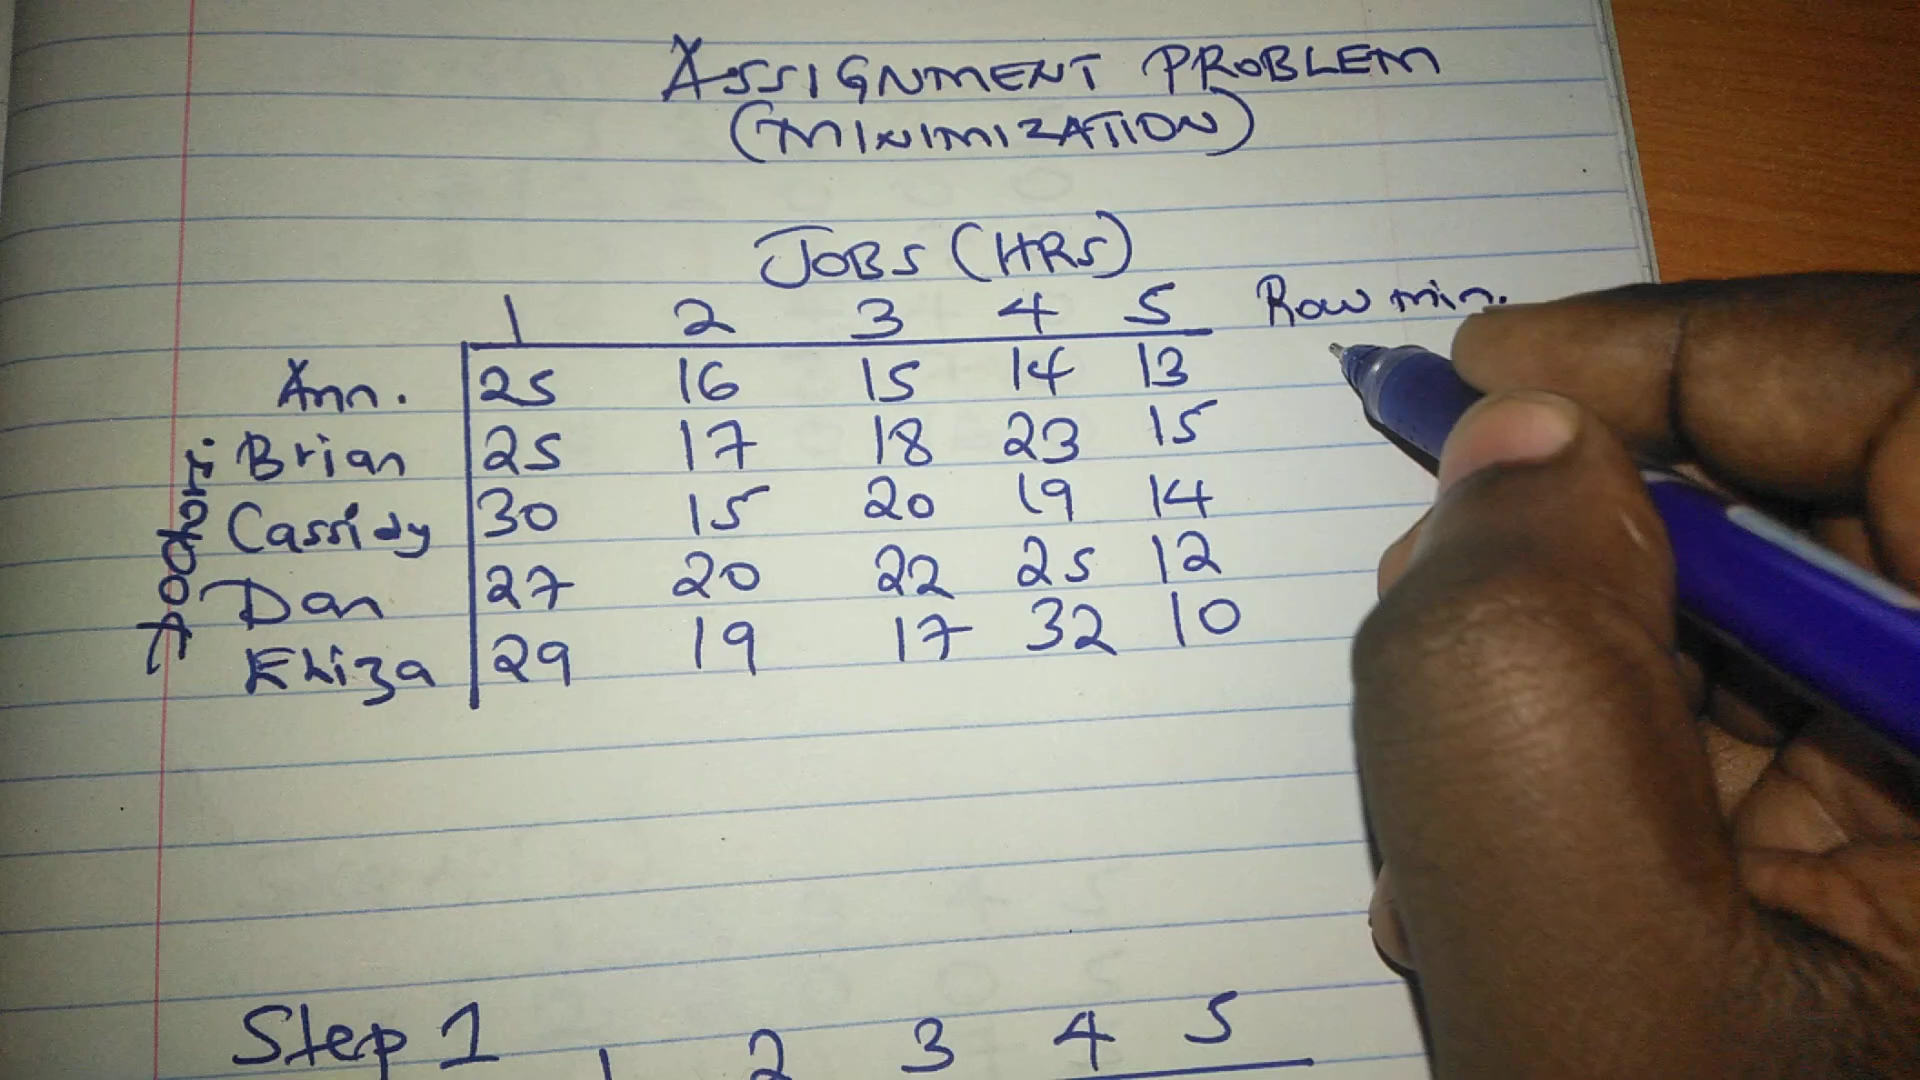 ASSIGNMENT PROBLEM
(MINIMIZATION)
JOBS (HRS)
1 2 3 4 5 Row min.
Ann. 25 16 15 14 13
Brian 25 17 18 23 15
Cassidy 30 15 20 19 14
Dan 27 20 22 25 12
Eliza 29 19 17 32 10
Step 1
1 2 3 4 5